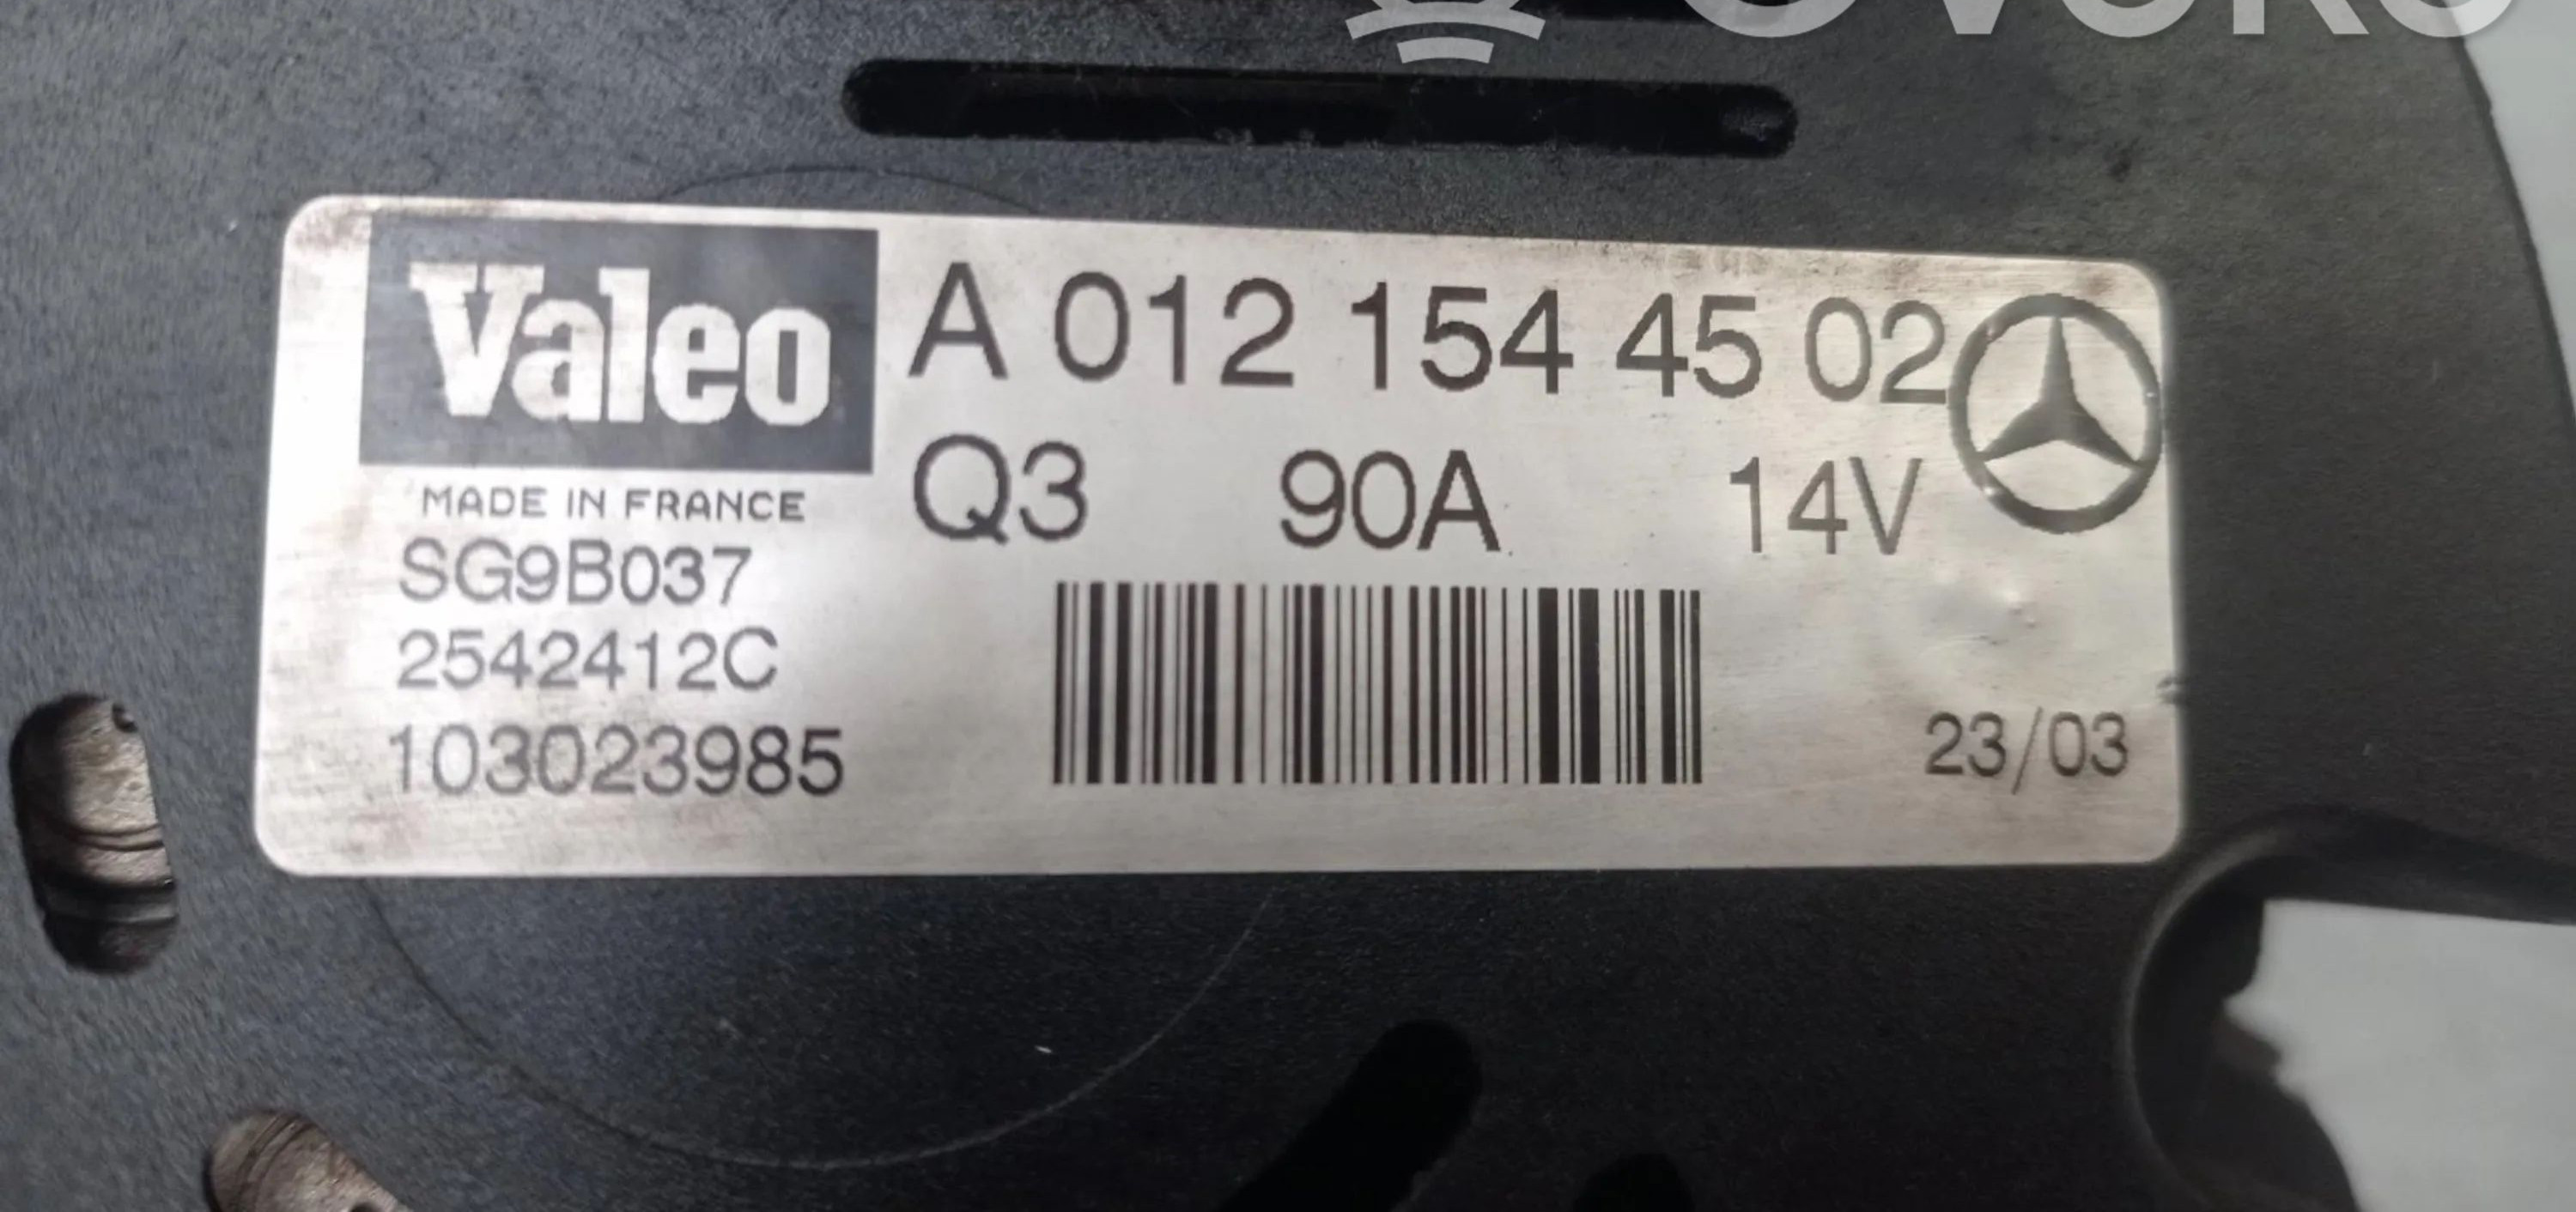 Valeo
MADE IN FRANCE
SG9B037
2542412C
103023985
A 012 154 45 02
Q3 90A 14V
23/03